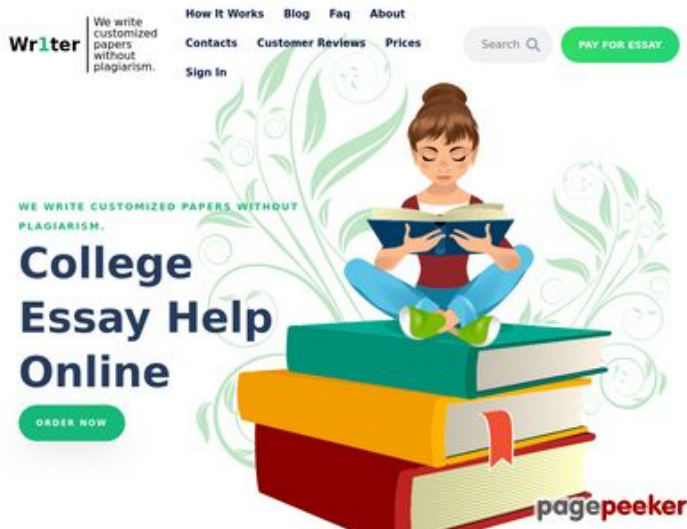 Wr1ter
We write
customized
papers
without
plagiarism.
How It Works Blog Faq About
Contacts Customer Reviews Prices
Sign In
Search
PAY FOR ESSAY
WE WRITE CUSTOMIZED PAPERS WITHOUT
PLAGIARISM.
College
Essay Help
Online
ORDER NOW
pagepeeker